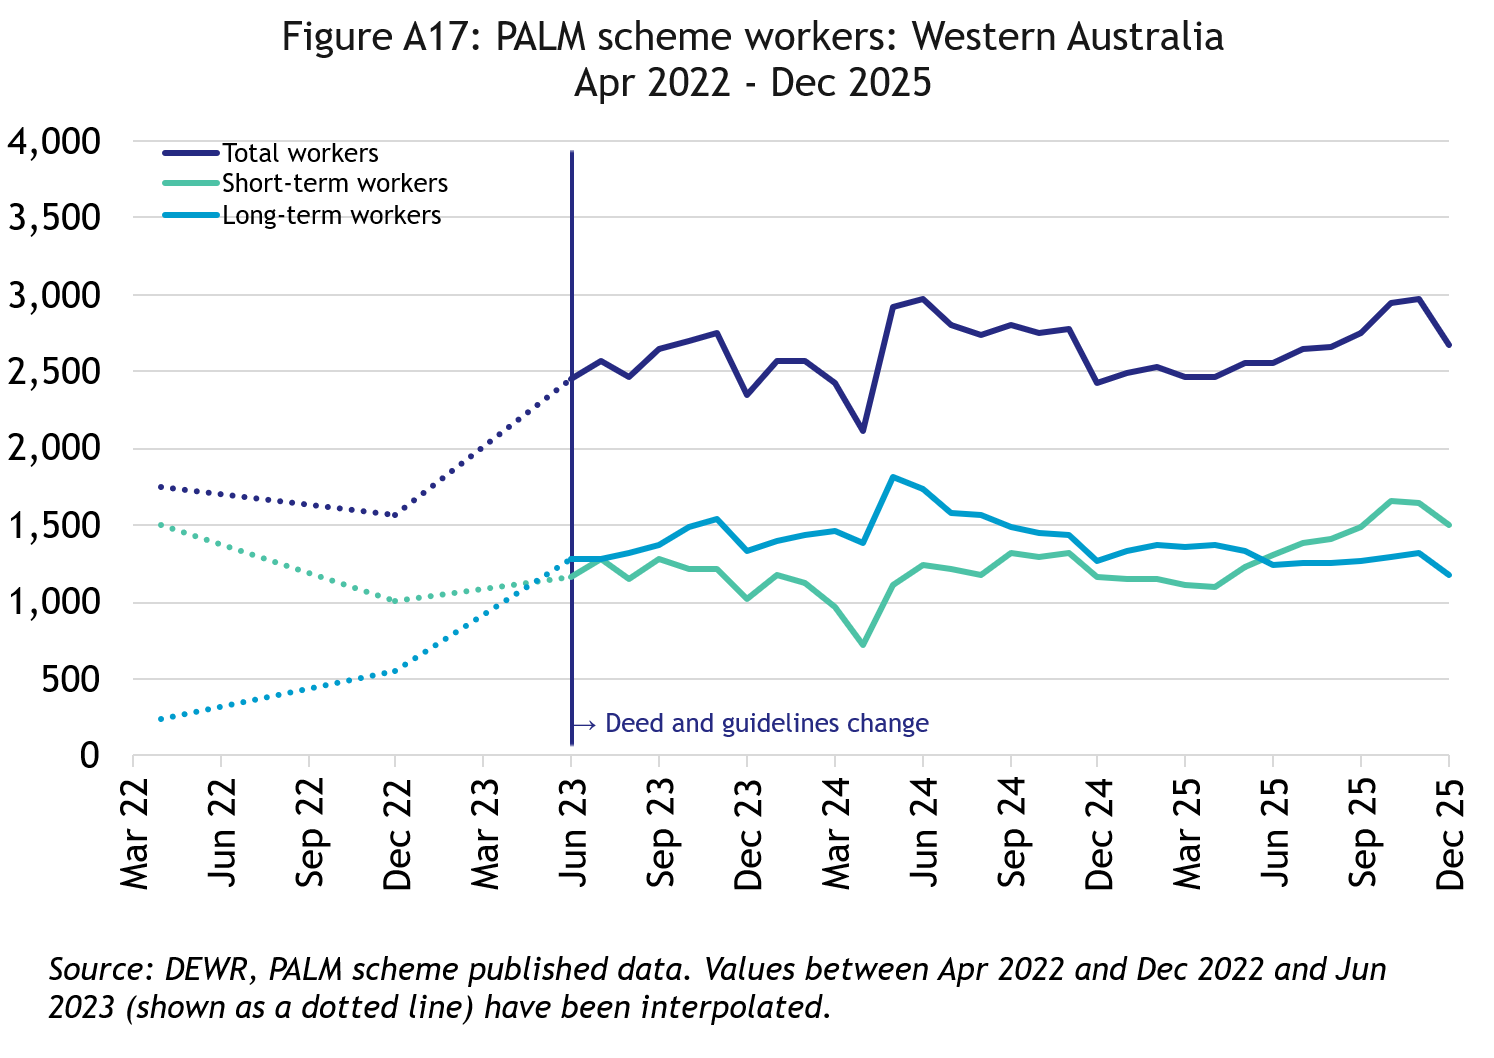 Figure A17: PALM scheme workers: Western Australia
Apr 2022 - Dec 2025
4,000
3,500
3,000
2,500
2,000
1,500
1,000
500
0
Total workers
Short-term workers
Long-term workers
→ Deed and guidelines change
Mar 22
Jun 22
Sep 22
Dec 22
Mar 23
Jun 23
Sep 23
Dec 23
Mar 24
Jun 24
Sep 24
Dec 24
Mar 25
Jun 25
Sep 25
Dec 25
Source: DEWR, PALM scheme published data. Values between Apr 2022 and Dec 2022 and Jun
2023 (shown as a dotted line) have been interpolated.